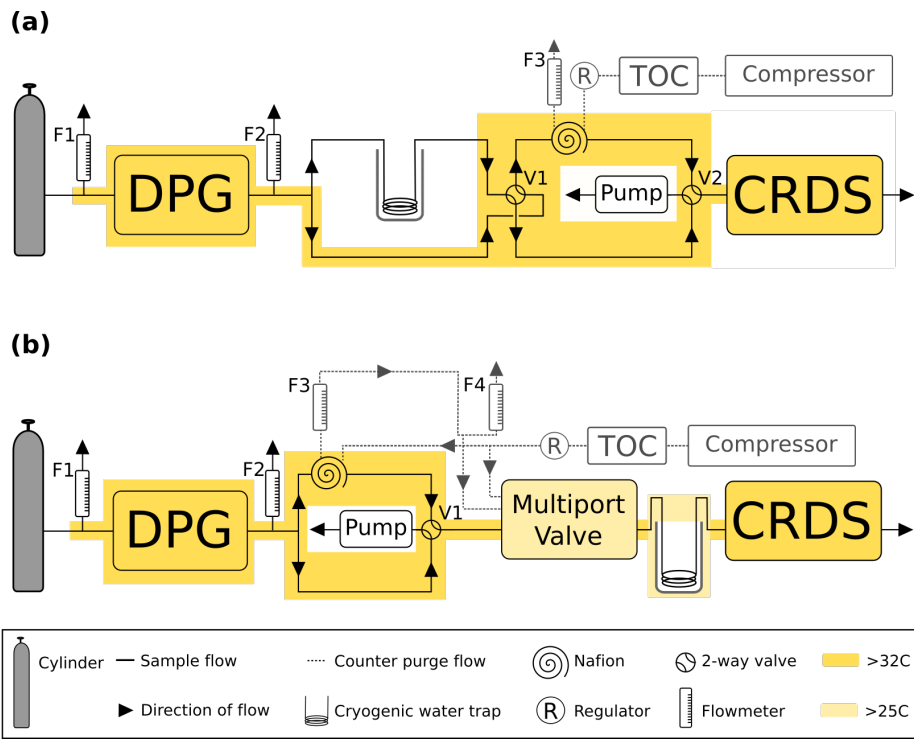 (a)
F3
R
TOC
Compressor
F1
F2
DPG
V1
Pump
V2
CRDS
(b)
F3
F4
R
TOC
Compressor
F1
F2
DPG
V1
Pump
Multiport
Valve
CRDS
Cylinder
Sample flow
Counter purge flow
Nafion
2-way valve
>32C
Direction of flow
Cryogenic water trap
R
Regulator
Flowmeter
>25C